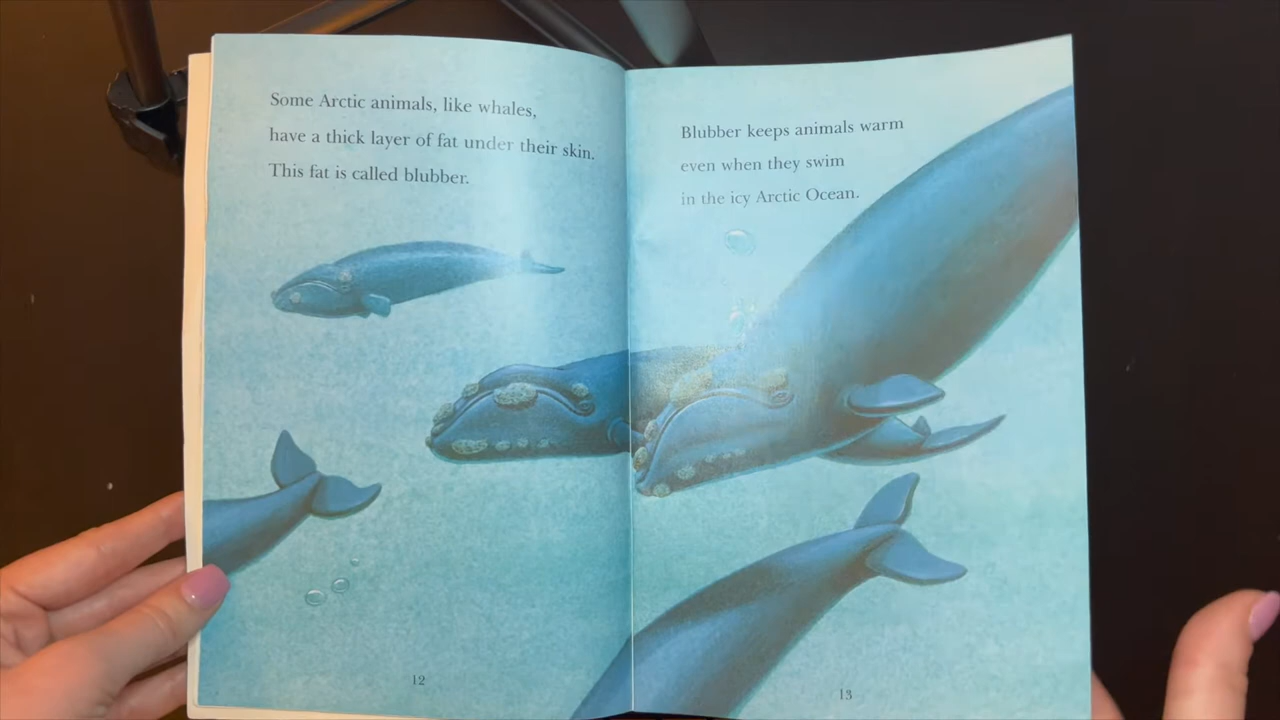 Some Arctic animals, like whales,
have a thick layer of fat under their skin.
This fat is called blubber.
12
Blubber keeps animals warm
even when they swim
in the icy Arctic Ocean.
13